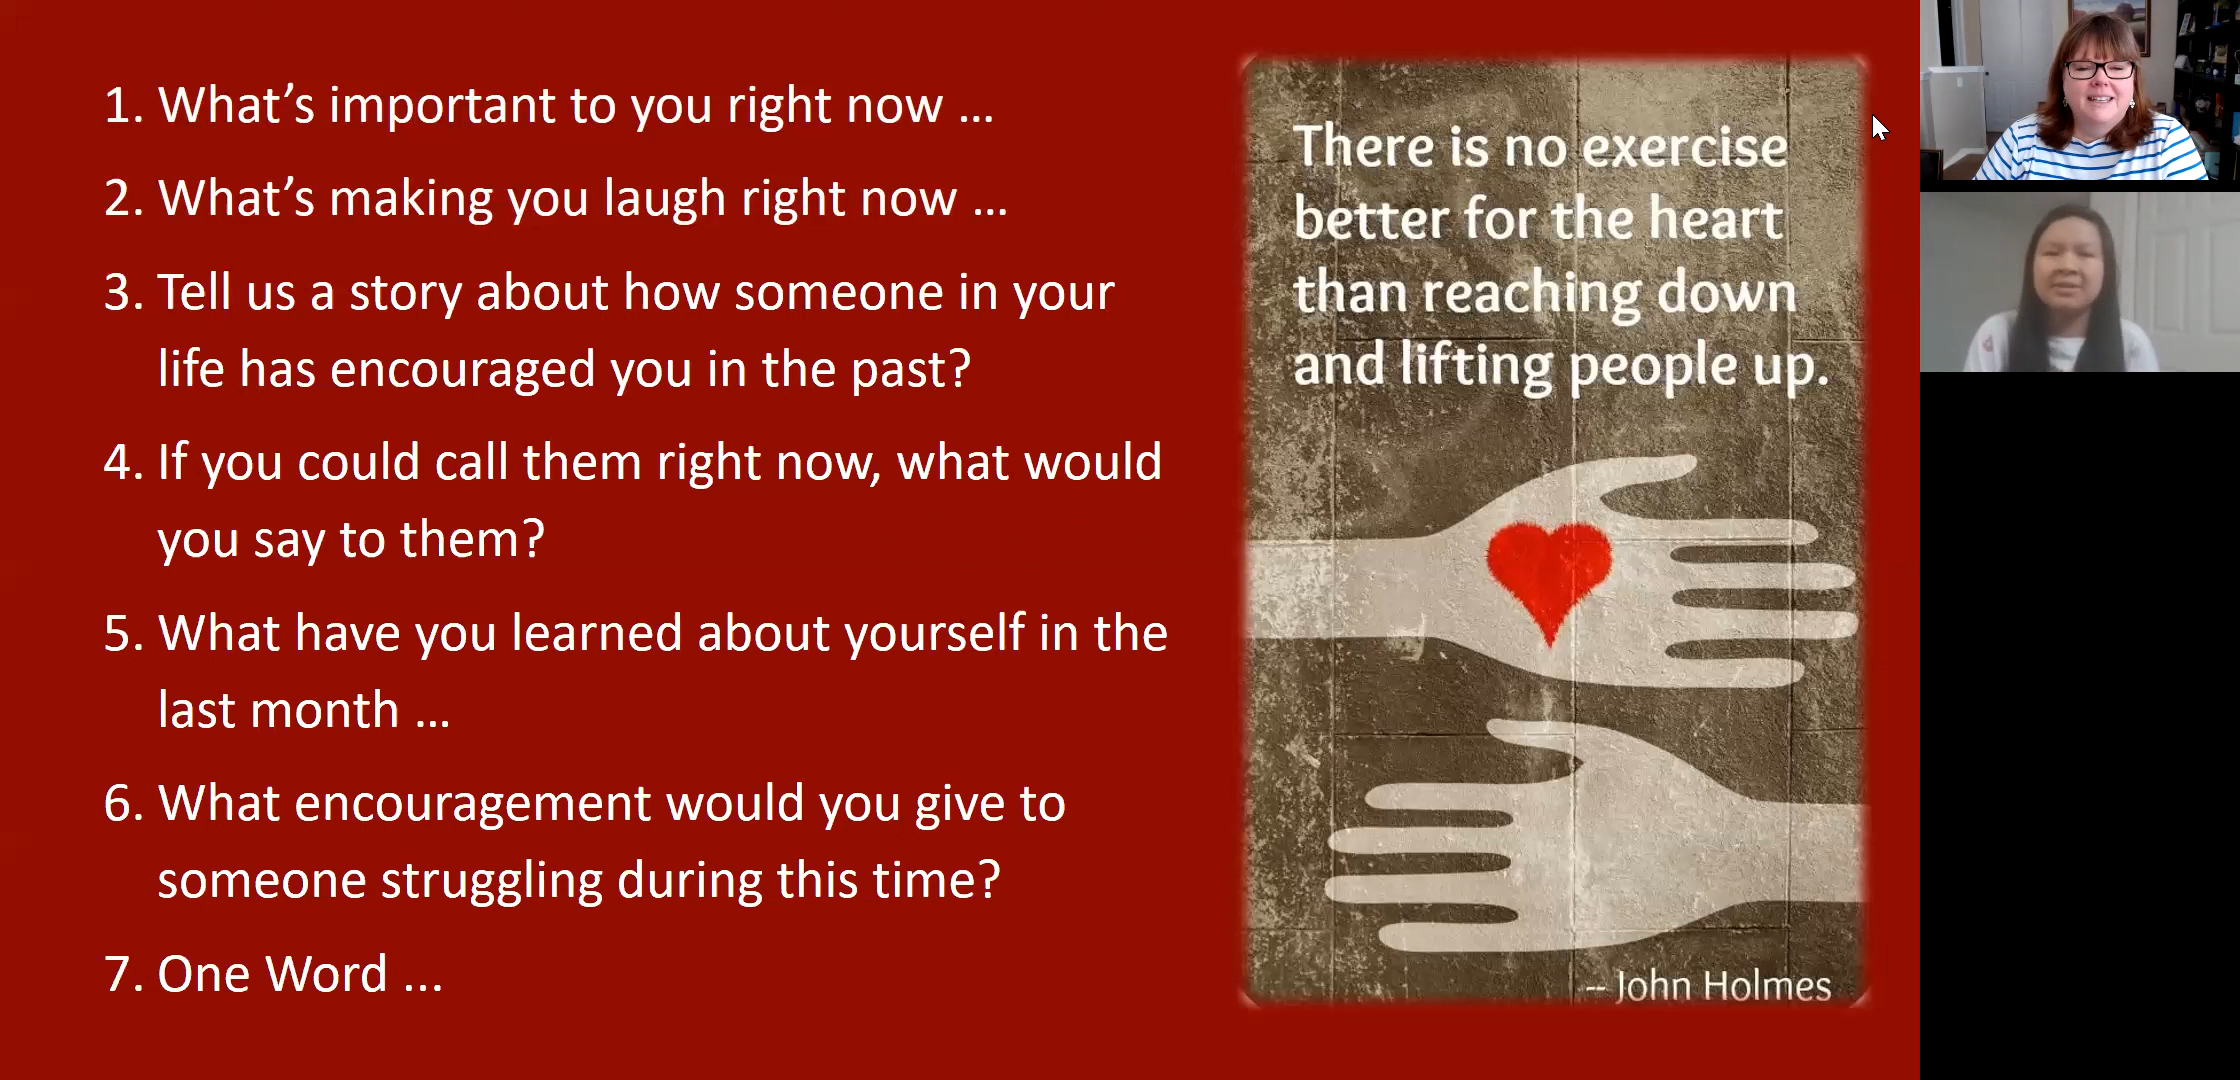 1. What’s important to you right now ...
2. What’s making you laugh right now ...
3. Tell us a story about how someone in your
life has encouraged you in the past?
4. If you could call them right now, what would
you say to them?
5. What have you learned about yourself in the
last month ...
6. What encouragement would you give to
someone struggling during this time?
7. One Word ...
There is no exercise
better for the heart
than reaching down
and lifting people up.
-- John Holmes